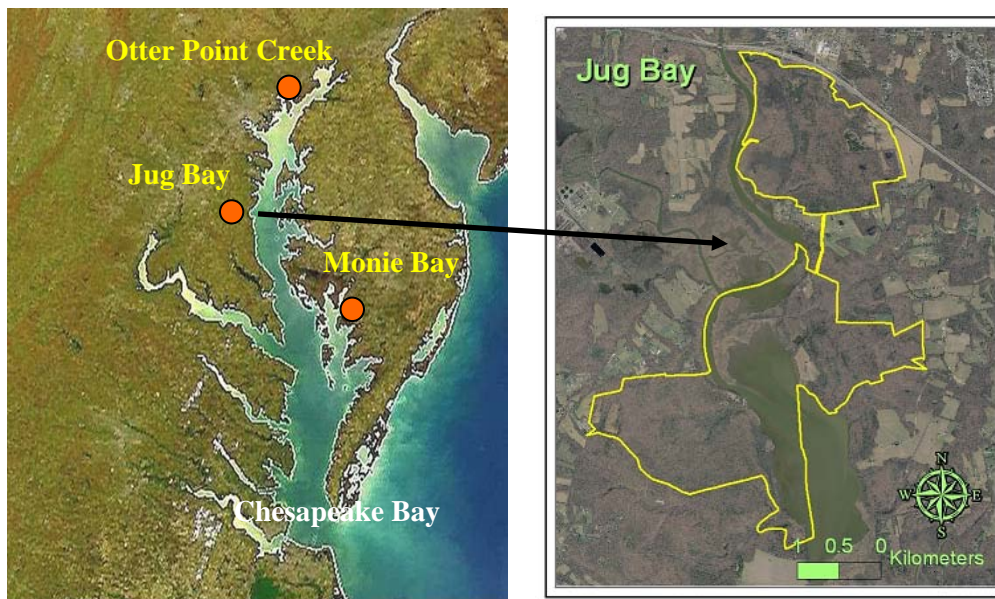 Otter Point Creek
Jug Bay
Monie Bay
Chesapeake Bay
Jug Bay
N
W E
S
1 0.5 0
Kilometers